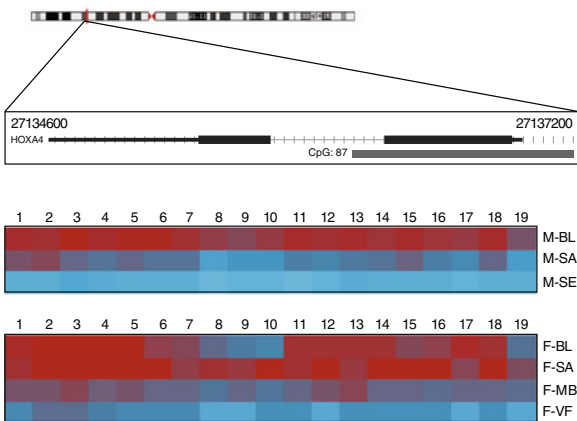 27134600 27137200
HOXA4
CpG: 87
1 2 3 4 5 6 7 8 9 10 11 12 13 14 15 16 17 18 19
M-BL
M-SA
M-SE
1 2 3 4 5 6 7 8 9 10 11 12 13 14 15 16 17 18 19
F-BL
F-SA
F-MB
F-VF